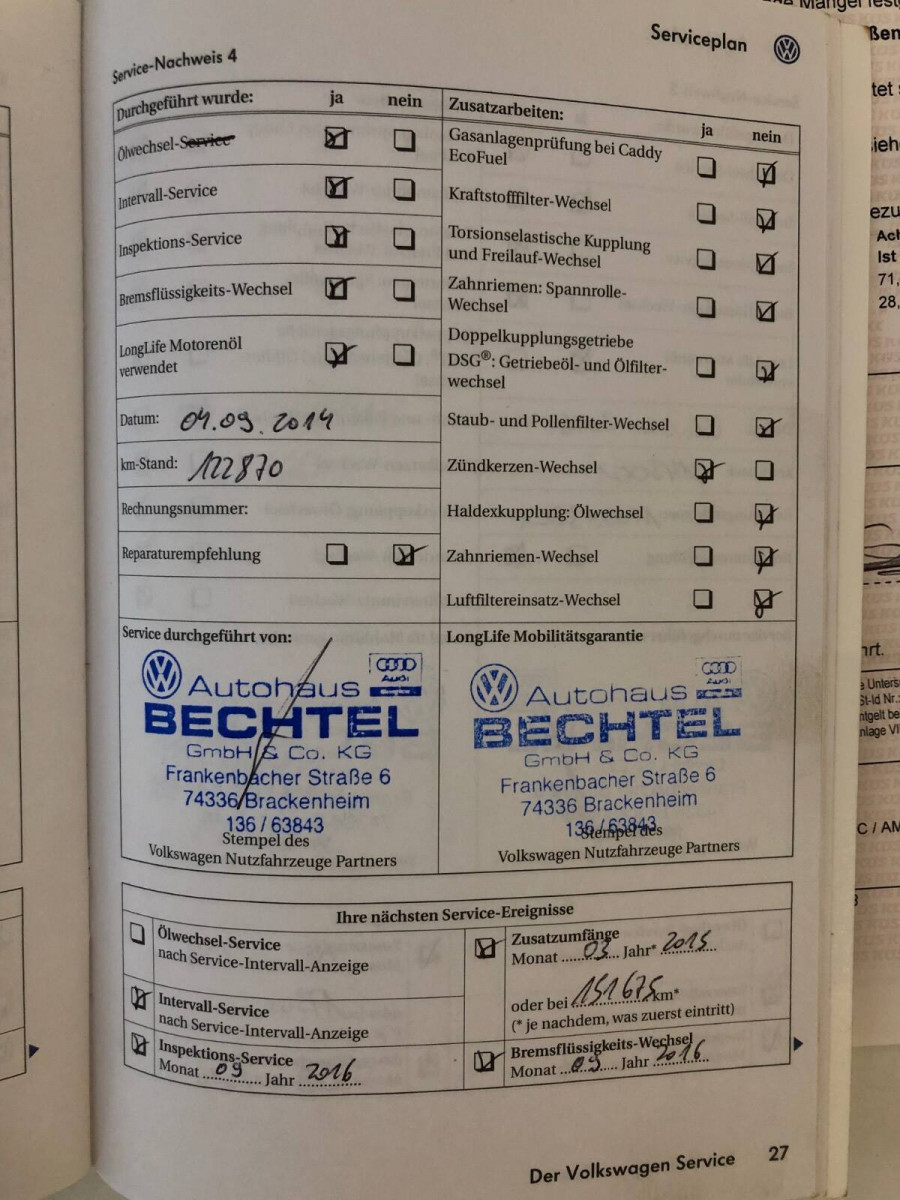 Serviceplan
Service-Nachweis 4
Durchgeführt wurde: ja nein
Ölwechsel-Service
Intervall-Service
Inspektions-Service
Bremsflüssigkeits-Wechsel
LongLife Motorenöl
verwendet
Datum: 04.09.2014
km-Stand: 122870
Rechnungsnummer:
Reparaturempfehlung
Zusatzarbeiten: ja nein
Gasanlagenprüfung bei Caddy
EcoFuel
Kraftstofffilter-Wechsel
Torsionselastische Kupplung
und Freilauf-Wechsel
Zahnriemen: Spannrolle-
Wechsel
Doppelkupplungsgetriebe
DSG®: Getriebeöl- und Ölfilter-
wechsel
Staub- und Pollenfilter-Wechsel
Zündkerzen-Wechsel
Haldexkupplung: Ölwechsel
Zahnriemen-Wechsel
Luftfiltereinsatz-Wechsel
Service durchgeführt von:
Autohaus
Audi
BECHTEL
GmbH & Co. KG
Frankenbacher Straße 6
74336 Brackenheim
136 / 63843
Stempel des
Volkswagen Nutzfahrzeuge Partners
LongLife Mobilitätsgarantie
Autohaus
Audi
BECHTEL
GmbH & Co. KG
Frankenbacher Straße 6
74336 Brackenheim
136 / 63843
Stempel des
Volkswagen Nutzfahrzeuge Partners
Ihre nächsten Service-Ereignisse
Ölwechsel-Service
nach Service-Intervall-Anzeige
Intervall-Service
nach Service-Intervall-Anzeige
Inspektions-Service
Monat 09 Jahr 2016
Zusatzumfänge
Monat 03 Jahr* 2015
oder bei 151675 km*
(* je nachdem, was zuerst eintritt)
Bremsflüssigkeits-Wechsel
Monat 09 Jahr 2016
Der Volkswagen Service 27
Ist
71,
28,
C / AM